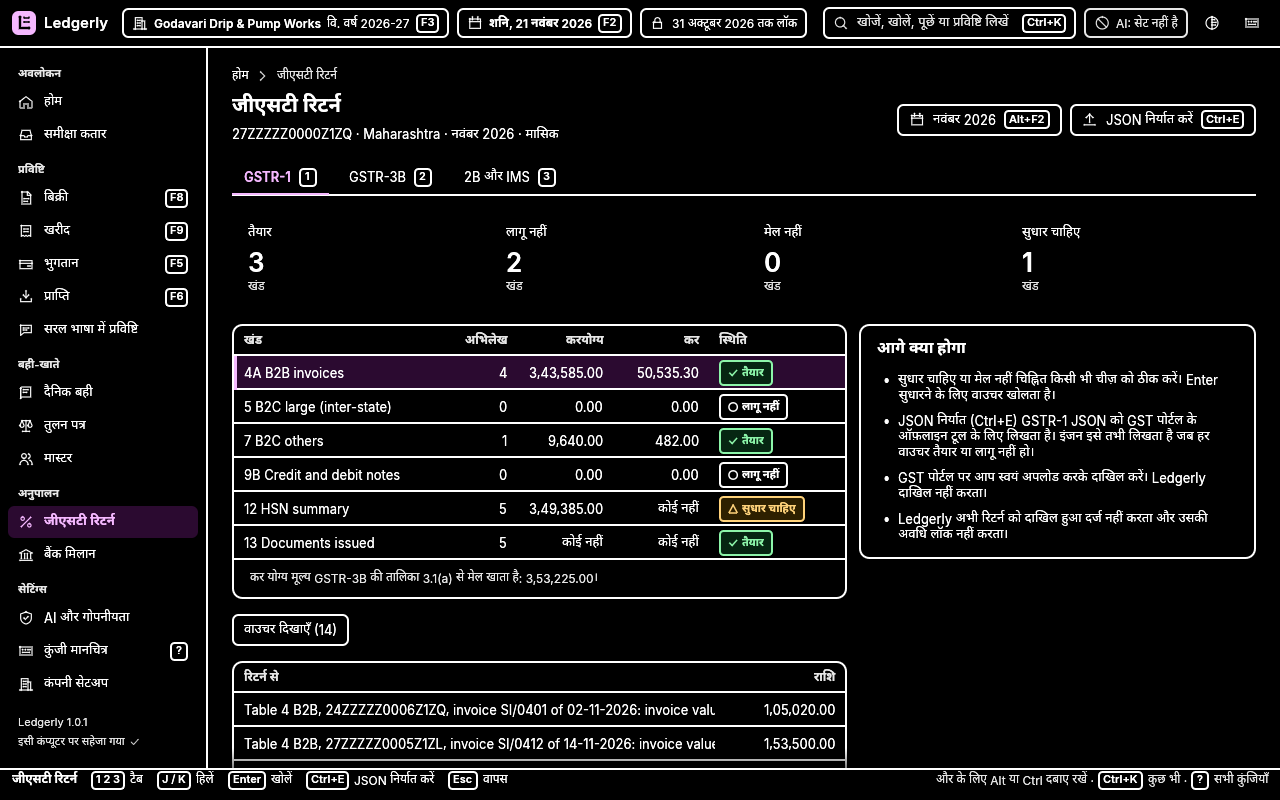 Ledgerly
Godavari Drip & Pump Works वि. वर्ष 2026-27 F3
शनि, 21 नवंबर 2026 F2
31 अक्टूबर 2026 तक लॉक
खोजें, खोलें, पूछें या प्रविष्टि लिखें Ctrl+K
AI: सेट नहीं है
अवलोकन
होम
समीक्षा कतार
प्रविष्टि
बिक्री F8
खरीद F9
भुगतान F5
प्राप्ति F6
सरल भाषा में प्रविष्टि
बही-खाते
दैनिक बही
तुलन पत्र
मास्टर
अनुपालन
जीएसटी रिटर्न
बैंक मिलान
सेटिंग्स
AI और गोपनीयता
कुंजी मानचित्र ?
कंपनी सेटअप
Ledgerly 1.0.1
इसी कंप्यूटर पर सहेजा गया
होम
जीएसटी रिटर्न
जीएसटी रिटर्न
27ZZZZZ0000Z1ZQ · Maharashtra · नवंबर 2026 · मासिक
नवंबर 2026 Alt+F2
JSON निर्यात करें Ctrl+E
GSTR-1 1
GSTR-3B 2
2B और IMS 3
तैयार
3
खंड
लागू नहीं
2
खंड
मेल नहीं
0
खंड
सुधार चाहिए
1
खंड
खंड अभिलेख करयोग्य कर स्थिति
4A B2B invoices 4 3,43,585.00 50,535.30 तैयार
5 B2C large (inter-state) 0 0.00 0.00 लागू नहीं
7 B2C others 1 9,640.00 482.00 तैयार
9B Credit and debit notes 0 0.00 0.00 लागू नहीं
12 HSN summary 5 3,49,385.00 कोई नहीं सुधार चाहिए
13 Documents issued 5 कोई नहीं कोई नहीं तैयार
कर योग्य मूल्य GSTR-3B की तालिका 3.1(a) से मेल खाता है: 3,53,225.00।
वाउचर दिखाएँ (14)
रिटर्न से राशि
Table 4 B2B, 24ZZZZZ0006Z1ZQ, invoice SI/0401 of 02-11-2026: invoice valu 1,05,020.00
Table 4 B2B, 27ZZZZZ0005Z1ZL, invoice SI/0412 of 14-11-2026: invoice value 1,53,500.00
आगे क्या होगा
सुधार चाहिए या मेल नहीं चिह्नित किसी भी चीज़ को ठीक करें। Enter
सुधारने के लिए वाउचर खोलता है।
JSON निर्यात (Ctrl+E) GSTR-1 JSON को GST पोर्टल के
ऑफ़लाइन टूल के लिए लिखता है। इंजन इसे तभी लिखता है जब हर
वाउचर तैयार या लागू नहीं हो।
GST पोर्टल पर आप स्वयं अपलोड करके दाखिल करें। Ledgerly
दाखिल नहीं करता।
Ledgerly अभी रिटर्न को दाखिल हुआ दर्ज नहीं करता और उसकी
अवधि लॉक नहीं करता।
जीएसटी रिटर्न 1 2 3 टैब J / K हिलें Enter खोलें Ctrl+E JSON निर्यात करें Esc वापस
और के लिए Alt या Ctrl दबाए रखें · Ctrl+K कुछ भी · ? सभी कुंजियाँ